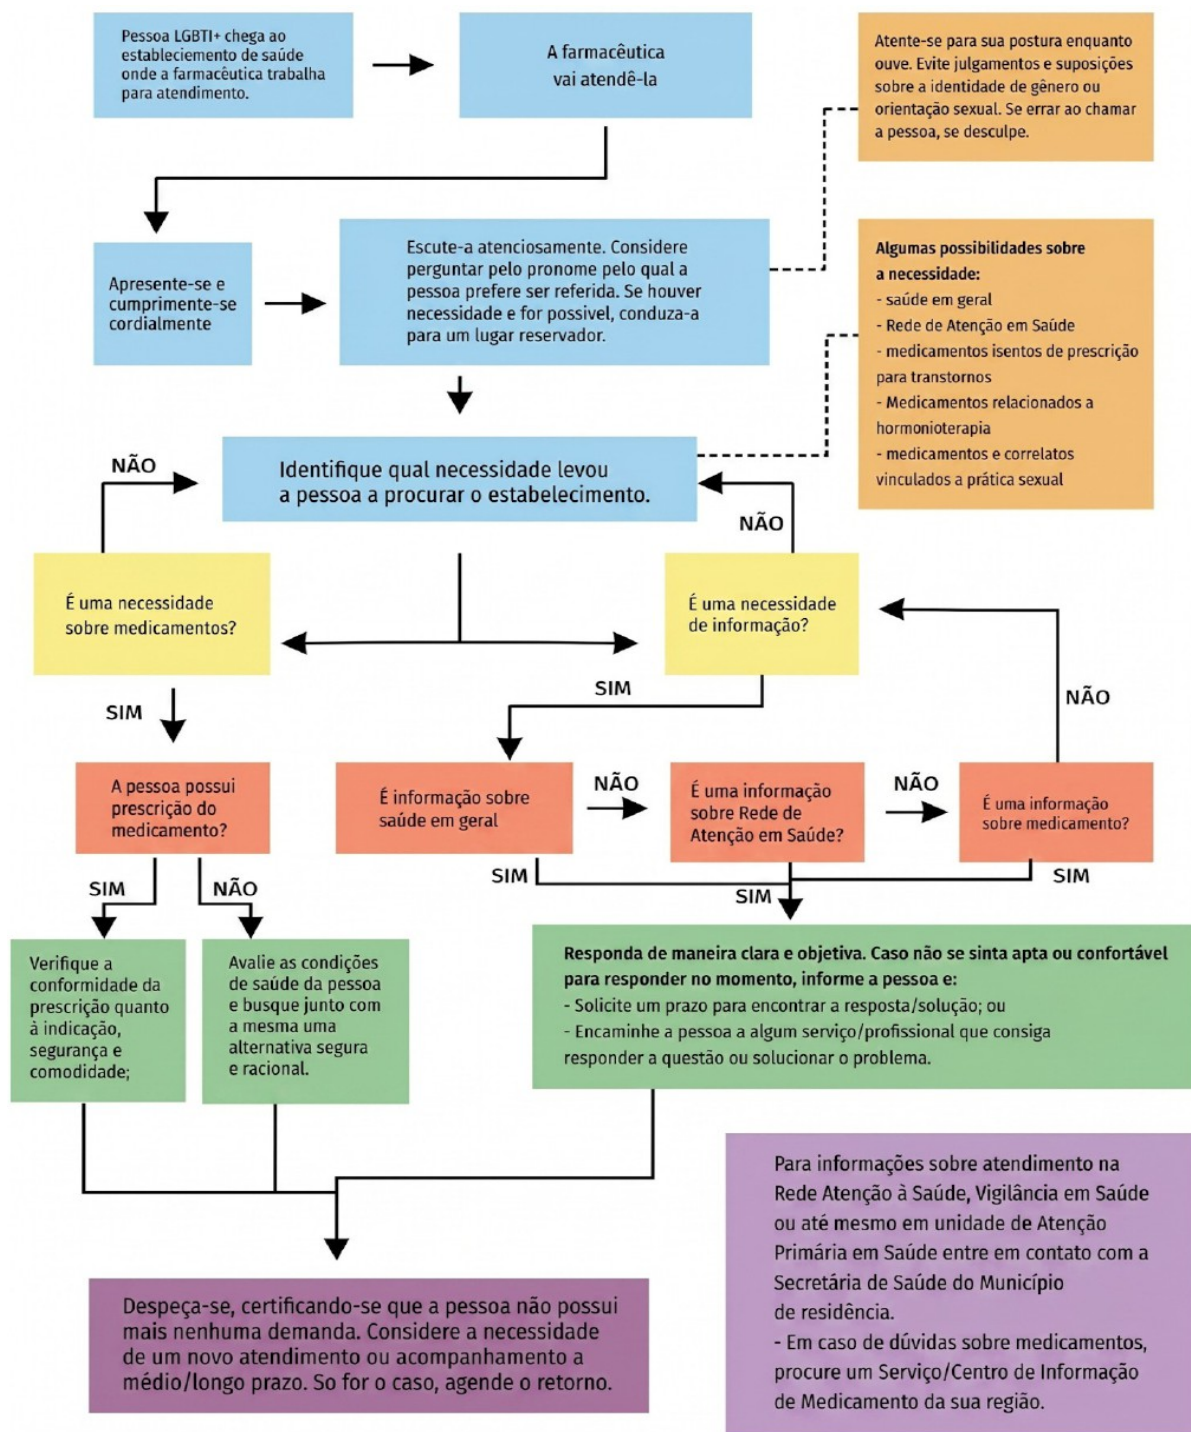 Pessoa LGBTI+ chega ao
estableciemento de saúde
onde a farmacêutica trabalha
para atendimento.
A farmacêutica
vai atendê-la
Atente-se para sua postura enquanto
ouve. Evite julgamentos e suposições
sobre a identidade de gênero ou
orientação sexual. Se errar ao chamar
a pessoa, se desculpe.
Apresente-se e
cumprimente-se
cordialmente
Escute-a atenciosamente. Considere
perguntar pelo pronome pelo qual a
pessoa prefere ser referida. Se houver
necessidade e for possivel, conduza-a
para um lugar reservador.
Algumas possibilidades sobre
a necessidade:
- saúde em geral
- Rede de Atenção em Saúde
- medicamentos isentos de prescrição
para transtornos
- Medicamentos relacionados a
hormonioterapia
- medicamentos e correlatos
vinculados a prática sexual
NÃO
Identifique qual necessidade levou
a pessoa a procurar o estabelecimento.
NÃO
É uma necessidade
sobre medicamentos?
É uma necessidade
de informação?
SIM
SIM
NÃO
A pessoa possui
prescrição do
medicamento?
É informação sobre
saúde em geral
NÃO
É uma informação
sobre Rede de
Atenção em Saúde?
NÃO
É uma informação
sobre medicamento?
SIM
NÃO
SIM
SIM
SIM
Verifique a
conformidade da
prescrição quanto
à indicação,
segurança e
comodidade;
Avalie as condições
de saúde da pessoa
e busque junto com
a mesma uma
alternativa segura
e racional.
Responda de maneira clara e objetiva. Caso não se sinta apta ou confortável
para responder no momento, informe a pessoa e:
- Solicite um prazo para encontrar a resposta/solução; ou
- Encaminhe a pessoa a algum serviço/profissional que consiga
responder a questão ou solucionar o problema.
Despeça-se, certificando-se que a pessoa não possui
mais nenhuma demanda. Considere a necessidade
de um novo atendimento ou acompanhamento a
médio/longo prazo. So for o caso, agende o retorno.
Para informações sobre atendimento na
Rede Atenção à Saúde, Vigilância em Saúde
ou até mesmo em unidade de Atenção
Primária em Saúde entre em contato com a
Secretária de Saúde do Município
de residência.
- Em caso de dúvidas sobre medicamentos,
procure um Serviço/Centro de Informação
de Medicamento da sua região.